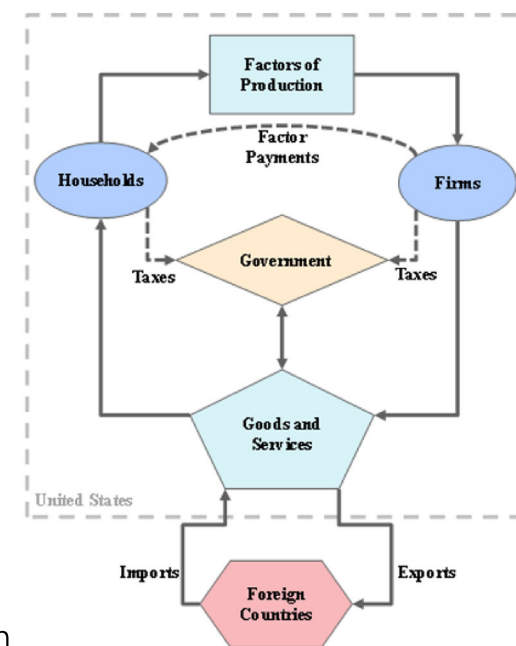 Factors of
Production
Factor
Payments
Households
Firms
Government
Taxes
Taxes
Goods and
Services
United States
Imports
Exports
Foreign
Countries
n